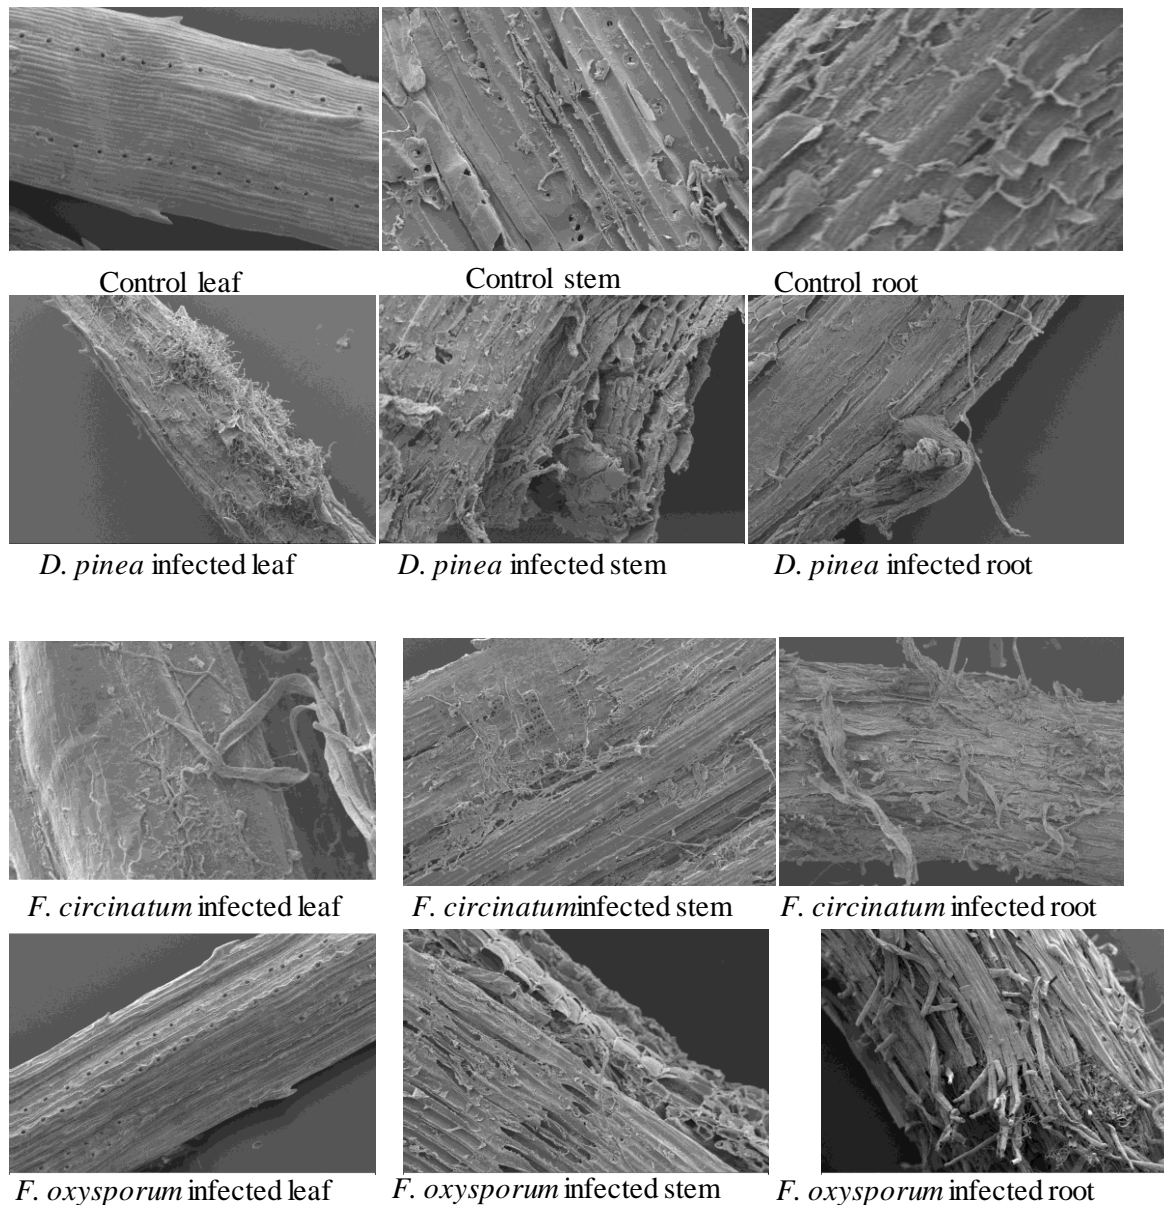 Control leaf
Control stem
Control root
D. pinea infected leaf
D. pinea infected stem
D. pinea infected root
F. circinatum infected leaf
F. circinatuminfected stem
F. circinatum infected root
F. oxysporum infected leaf
F. oxysporum infected stem
F. oxysporum infected root